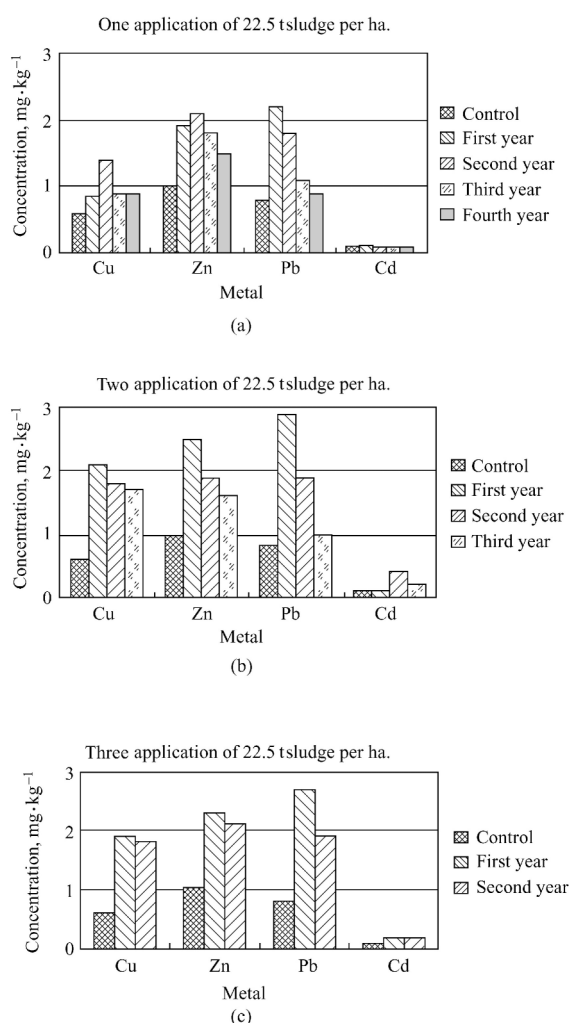 One application of 22.5 tsludge per ha.
3
2
1
0
Concentration, mg·kg⁻¹
Cu Zn Pb Cd
Metal
Control
First year
Second year
Third year
Fourth year
(a)
Two application of 22.5 tsludge per ha.
3
2
1
0
Concentration, mg·kg⁻¹
Cu Zn Pb Cd
Metal
Control
First year
Second year
Third year
(b)
Three application of 22.5 tsludge per ha.
3
2
1
0
Concentration, mg·kg⁻¹
Cu Zn Pb Cd
Metal
Control
First year
Second year
(c)